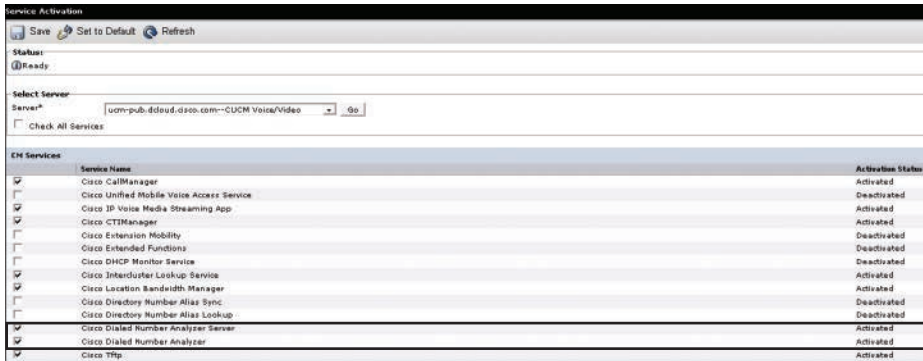 Service Activation
Save Set to Default Refresh
Status:
Ready
Select Server
Server* ucm-pub.dcloud.cisco.com--CUCM Voice/Video Go
Check All Services
CM Services
Service Name Activation Status
Cisco CallManager Activated
Cisco Unified Mobile Voice Access Service Deactivated
Cisco IP Voice Media Streaming App Activated
Cisco CTIManager Activated
Cisco Extension Mobility Deactivated
Cisco Extended Functions Deactivated
Cisco DHCP Monitor Service Deactivated
Cisco Intercluster Lookup Service Activated
Cisco Location Bandwidth Manager Activated
Cisco Directory Number Alias Sync Deactivated
Cisco Directory Number Alias Lookup Deactivated
Cisco Dialed Number Analyzer Server Activated
Cisco Dialed Number Analyzer Activated
Cisco Tftp Activated